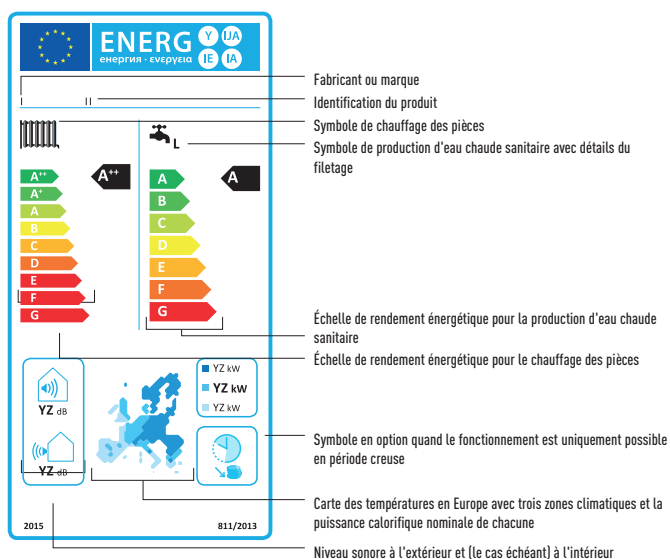 ENERG Y IJA
енергия · ενεργεια IE IA
Fabricant ou marque
I II
Identification du produit
Symbole de chauffage des pièces
L
Symbole de production d'eau chaude sanitaire avec détails du
filetage
A++ A++ A A
A+ B
A C
B D
C E
D F
E G
F
G
Échelle de rendement énergétique pour la production d'eau chaude
sanitaire
Échelle de rendement énergétique pour le chauffage des pièces
YZ dB
YZ kW
YZ kW
YZ kW
YZ dB
Symbole en option quand le fonctionnement est uniquement possible
en période creuse
Carte des températures en Europe avec trois zones climatiques et la
puissance calorifique nominale de chacune
2015 811/2013
Niveau sonore à l'extérieur et (le cas échéant) à l'intérieur